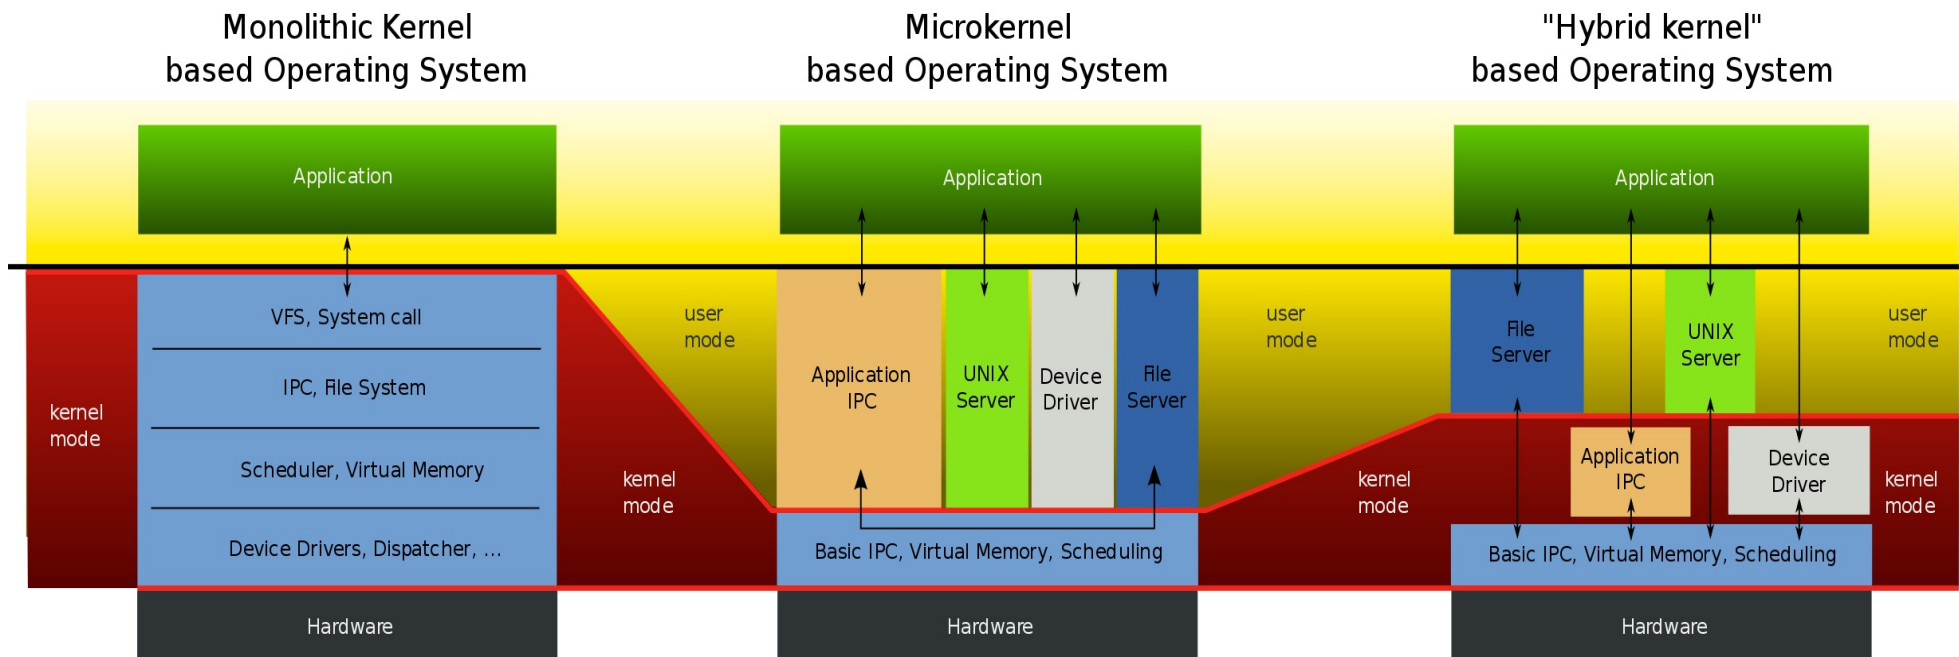 Monolithic Kernel
based Operating System
Microkernel
based Operating System
"Hybrid kernel"
based Operating System
Application
VFS, System call
IPC, File System
Scheduler, Virtual Memory
Device Drivers, Dispatcher, ...
Hardware
kernel
mode
kernel
mode
user
mode
Application
Application
IPC
UNIX
Server
Device
Driver
File
Server
Basic IPC, Virtual Memory, Scheduling
Hardware
user
mode
kernel
mode
Application
File
Server
UNIX
Server
Application
IPC
Device
Driver
Basic IPC, Virtual Memory, Scheduling
Hardware
user
mode
kernel
mode